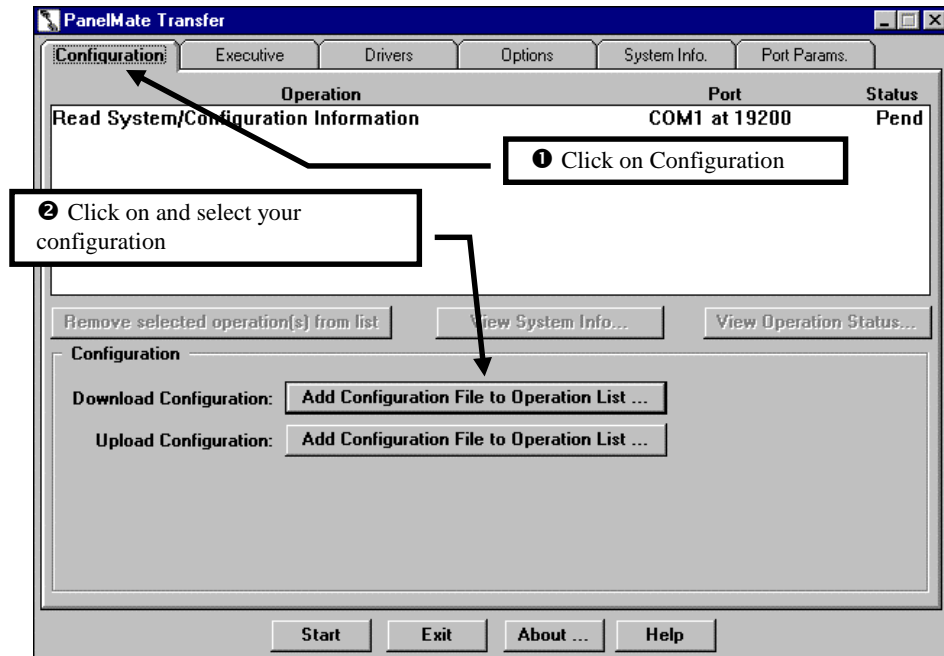 PanelMate Transfer
Configuration Executive Drivers Options System Info. Port Params.
Operation Port Status
Read System/Configuration Information COM1 at 19200 Pend
❶ Click on Configuration
❷ Click on and select your
configuration
Remove selected operation(s) from list View System Info... View Operation Status...
Configuration
Download Configuration: Add Configuration File to Operation List ...
Upload Configuration: Add Configuration File to Operation List ...
Start Exit About ... Help